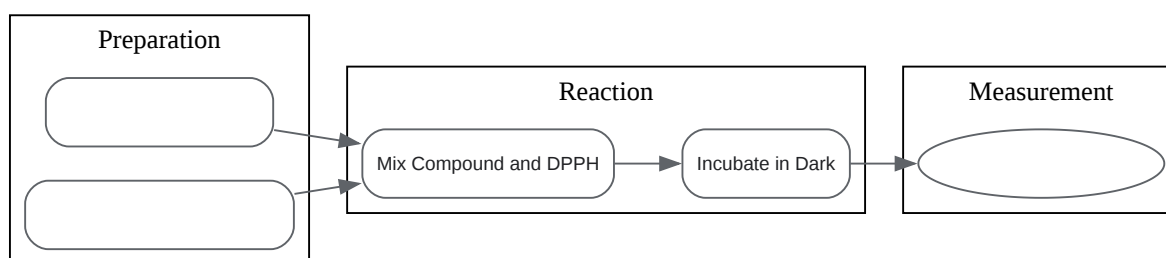 Preparation
Reaction
Measurement
Mix Compound and DPPH
Incubate in Dark